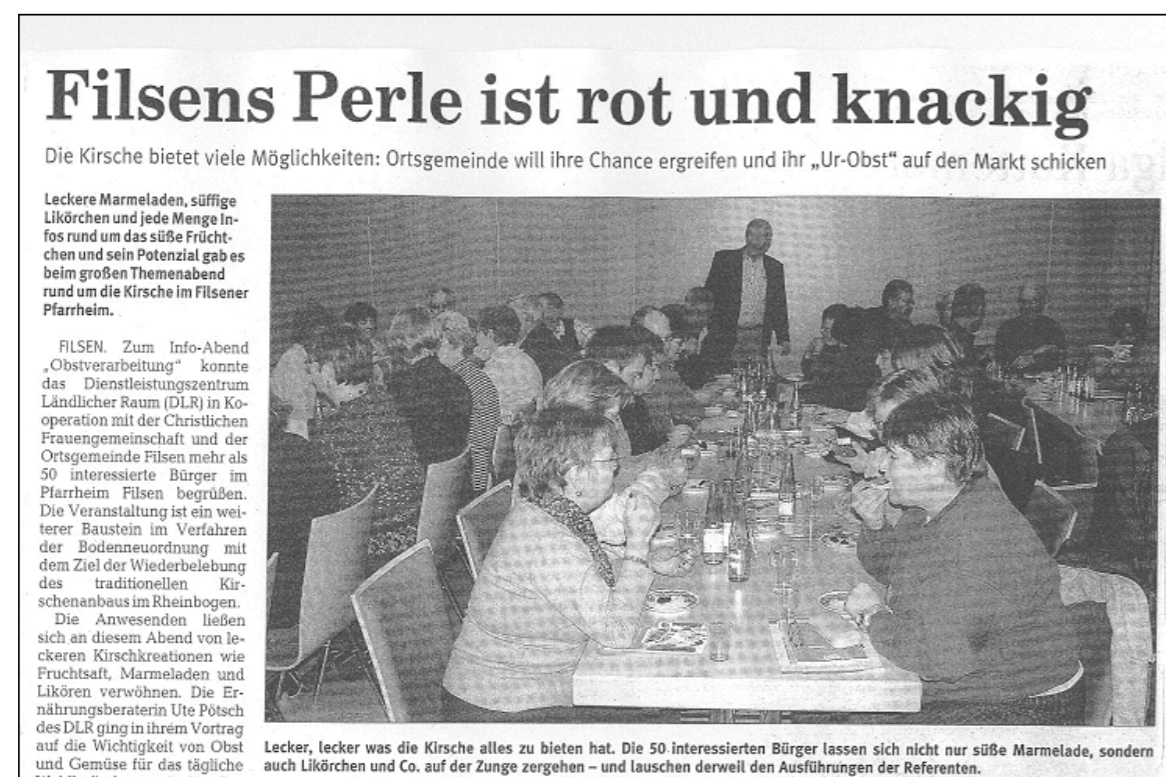 Filsens Perle ist rot und knackig
Die Kirsche bietet viele Möglichkeiten: Ortsgemeinde will ihre Chance ergreifen und ihr „Ur-Obst“ auf den Markt schicken
Leckere Marmeladen, süffige
Likörchen und jede Menge In-
fos rund um das süße Frücht-
chen und sein Potenzial gab es
beim großen Themenabend
rund um die Kirsche im Filsener
Pfarrheim.
FILSEN. Zum Info-Abend
„Obstverarbeitung“ konnte
das Dienstleistungszentrum
Ländlicher Raum (DLR) in Ko-
operation mit der Christlichen
Frauengemeinschaft und der
Ortsgemeinde Filsen mehr als
50 interessierte Bürger im
Pfarrheim Filsen begrüßen.
Die Veranstaltung ist ein wei-
terer Baustein im Verfahren
der Bodenneuordnung mit
dem Ziel der Wiederbelebung
des traditionellen Kir-
schenanbaus im Rheinbogen.
Die Anwesenden ließen
sich an diesem Abend von le-
ckeren Kirschkreationen wie
Fruchtsaft, Marmeladen und
Likören verwöhnen. Die Er-
nährungsberaterin Ute Pötsch
des DLR ging in ihrem Vortrag
auf die Wichtigkeit von Obst
und Gemüse für das tägliche
Lecker, lecker was die Kirsche alles zu bieten hat. Die 50 interessierten Bürger lassen sich nicht nur süße Marmelade, sondern
auch Likörchen und Co. auf der Zunge zergehen – und lauschen derweil den Ausführungen der Referenten.